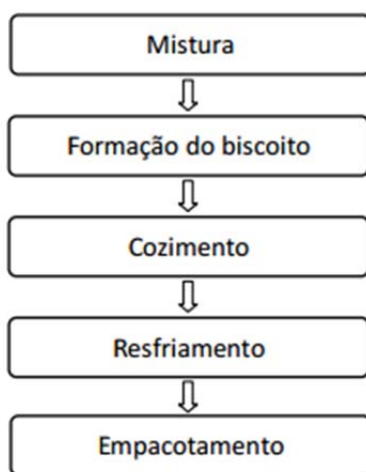 Mistura
Formação do biscoito
Cozimento
Resfriamento
Empacotamento